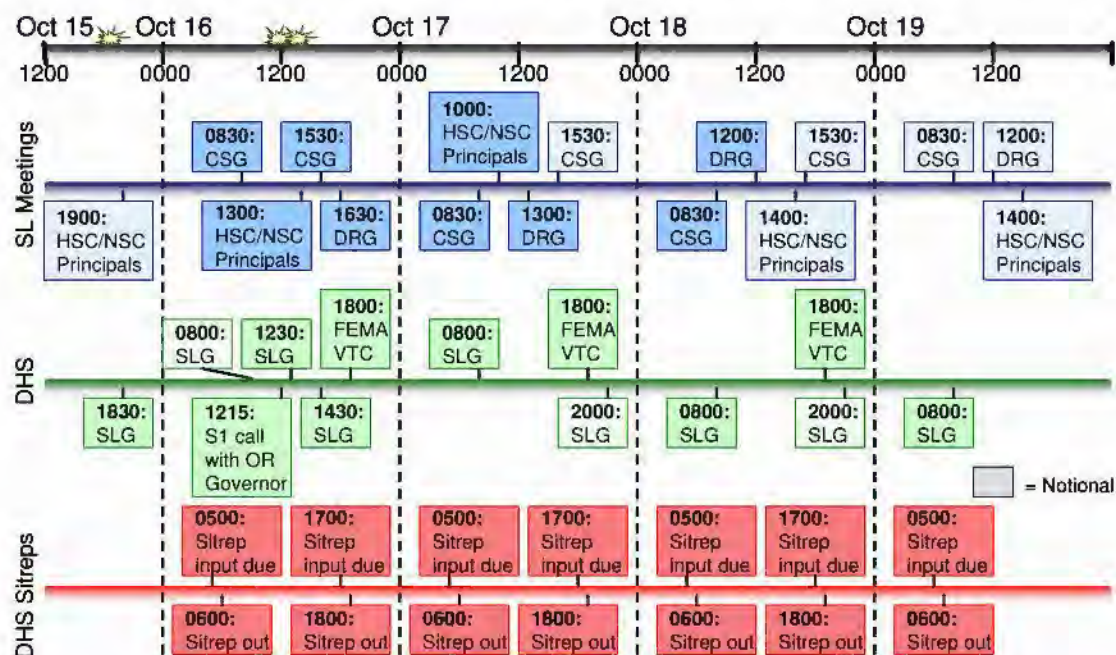 Oct 15 Oct 16 Oct 17 Oct 18 Oct 19
1200 00000 1200 0000 1200 00000 1200 00000 1200
SL Meetings
1000:
HSC/NSC
Principals
0830:
CSG
1530:
CSG
1530:
CSG
1200:
DRG
1530:
CSG
0830:
CSG
1200:
DRG
1900:
HSC/NSC
Principals
1300:
HSC/NSC
Principals
1630:
DRG
0830:
CSG
1300:
DRG
0830:
CSG
1400:
HSC/NSC
Principals
1400:
HSC/NSC
Principals
DHS
0800:
SLG
1230:
SLG
1800:
FEMA
VTC
0800:
SLG
1800:
FEMA
VTC
1800:
FEMA
VTC
1830:
SLG
1215:
S1 call
with OR
Governor
1430:
SLG
2000:
SLG
0800:
SLG
2000:
SLG
0800:
SLG
= Notional
DHS Sitreps
0500:
Sitrep
input due
1700:
Sitrep
input due
0500:
Sitrep
input due
1700:
Sitrep
input due
0500:
Sitrep
input due
1700:
Sitrep
input due
0500:
Sitrep
input due
0600:
Sitrep out
1800:
Sitrep out
0600:
Sitrep out
1800:
Sitrep out
0600:
Sitrep out
1800:
Sitrep out
0600:
Sitrep out